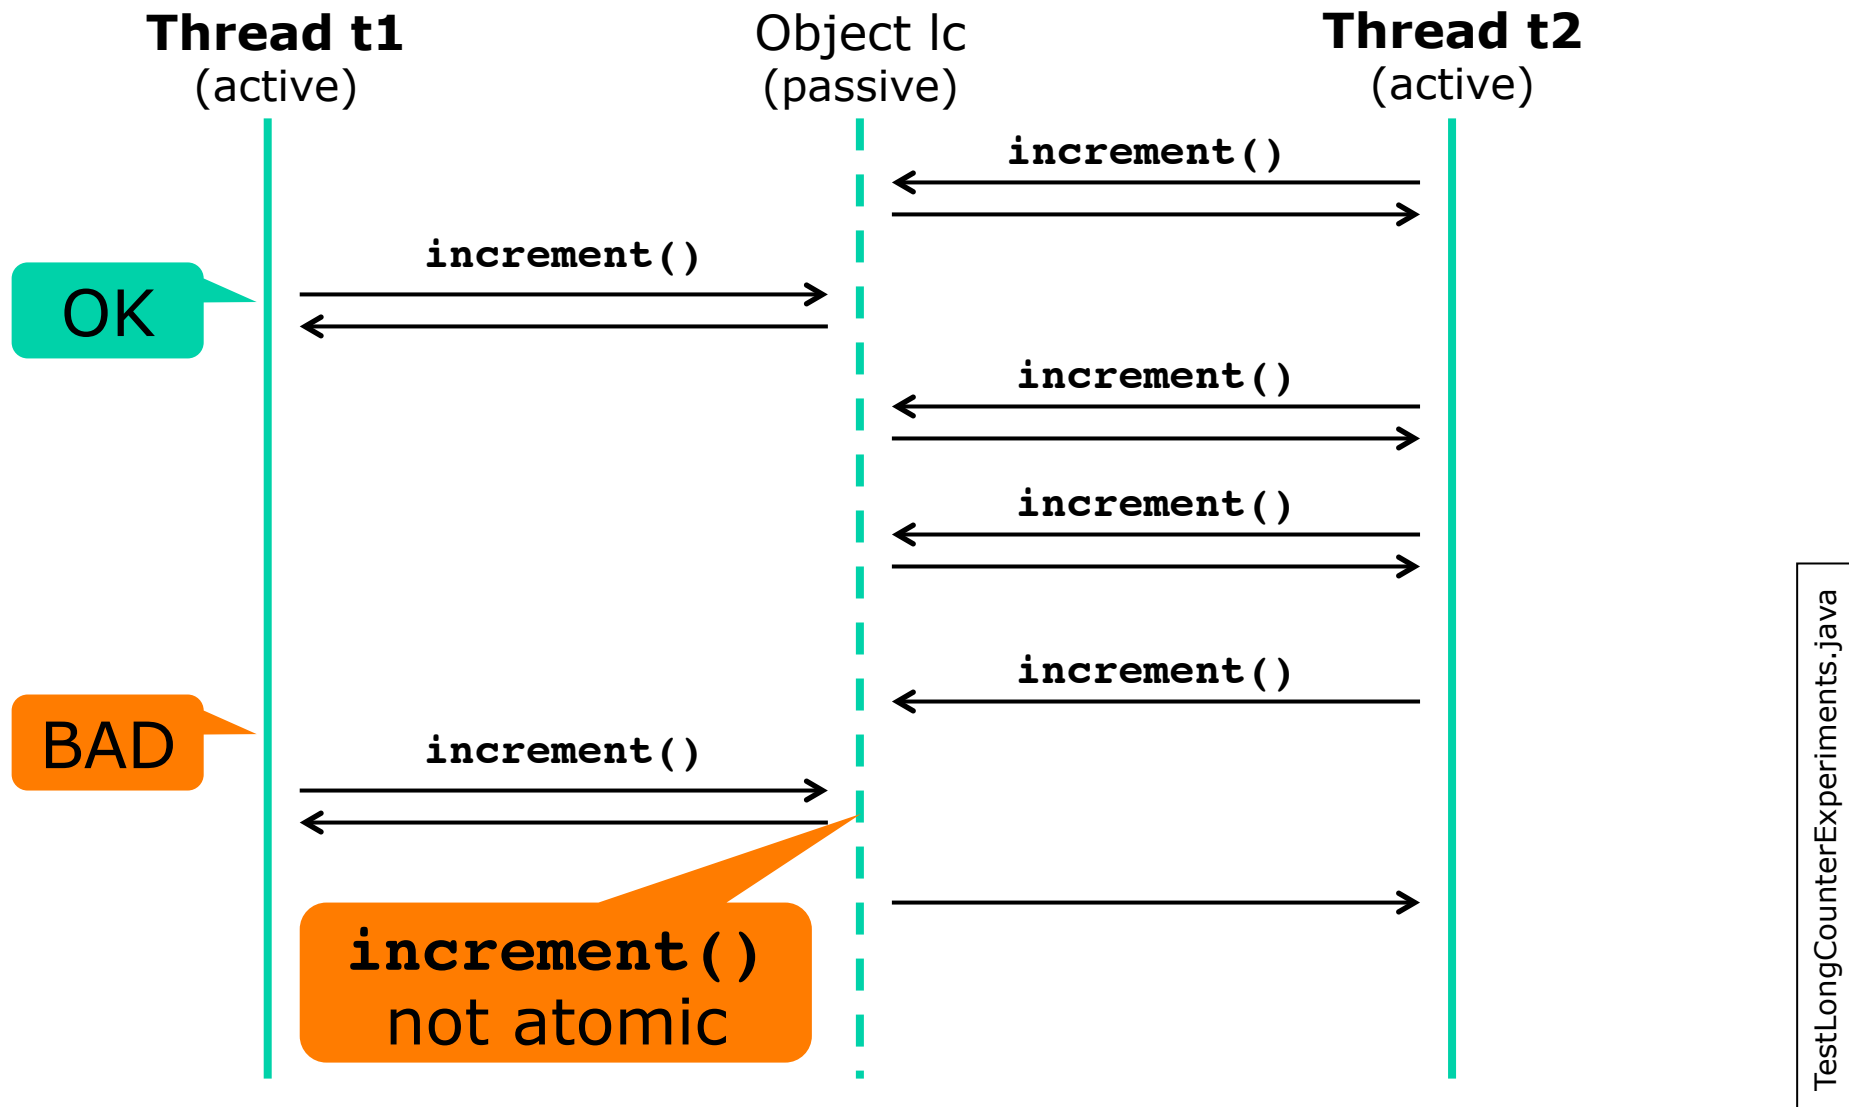 Thread t1
(active)
Object lc
(passive)
Thread t2
(active)
increment()
increment()
OK
increment()
increment()
increment()
BAD
increment()
increment()
not atomic
TestLongCounterExperiments.java